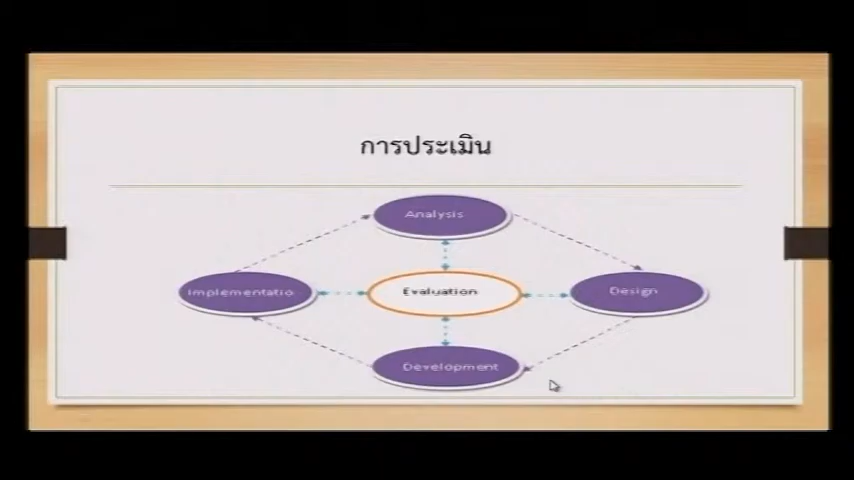 การประเมิน
Analysis
Implementatio
Evaluation
Design
Development